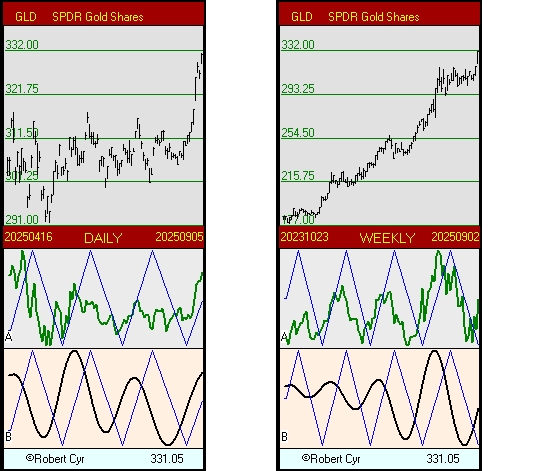 GLD SPDR Gold Shares
332.00
321.75
311.50
301.25
291.00
20250416 DAILY 20250905
A
B
©Robert Cyr 331.05
GLD SPDR Gold Shares
332.00
293.25
254.50
215.75
20231023 WEEKLY 20250902
A
B
©Robert Cyr 331.05